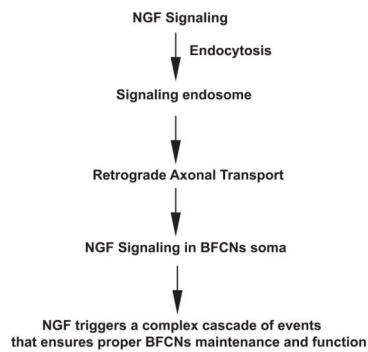 NGF Signaling
Endocytosis
Signaling endosome
Retrograde Axonal Transport
NGF Signaling in BFCNs soma
NGF triggers a complex cascade of events
that ensures proper BFCNs maintenance and function